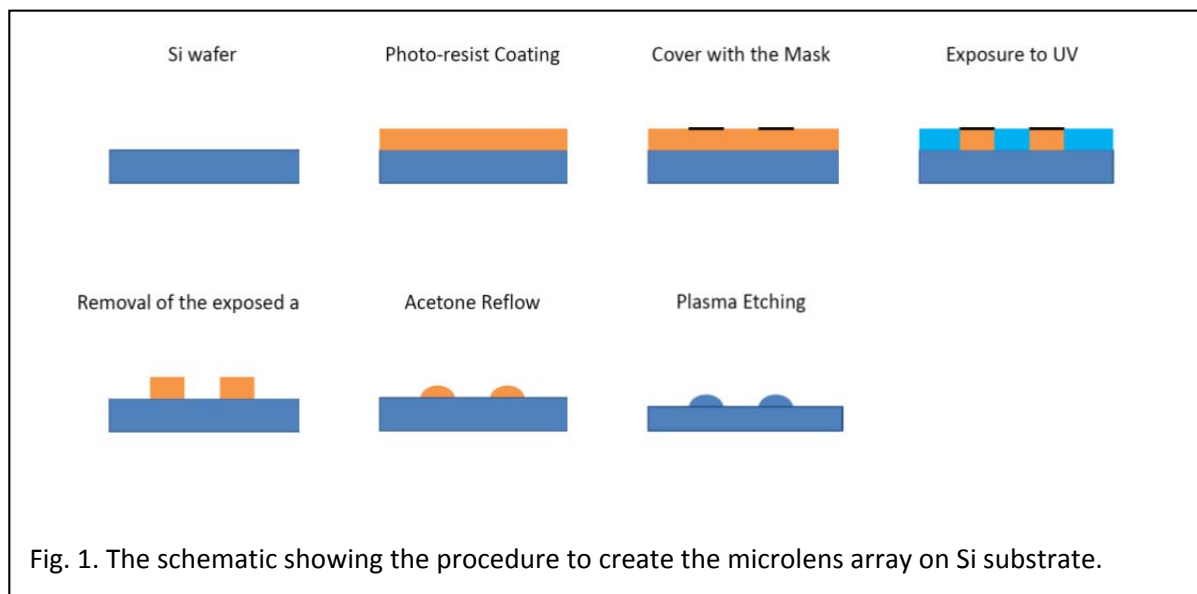 Si wafer
Photo-resist Coating
Cover with the Mask
Exposure to UV
Removal of the exposed a
Acetone Reflow
Plasma Etching
Fig. 1. The schematic showing the procedure to create the microlens array on Si substrate.